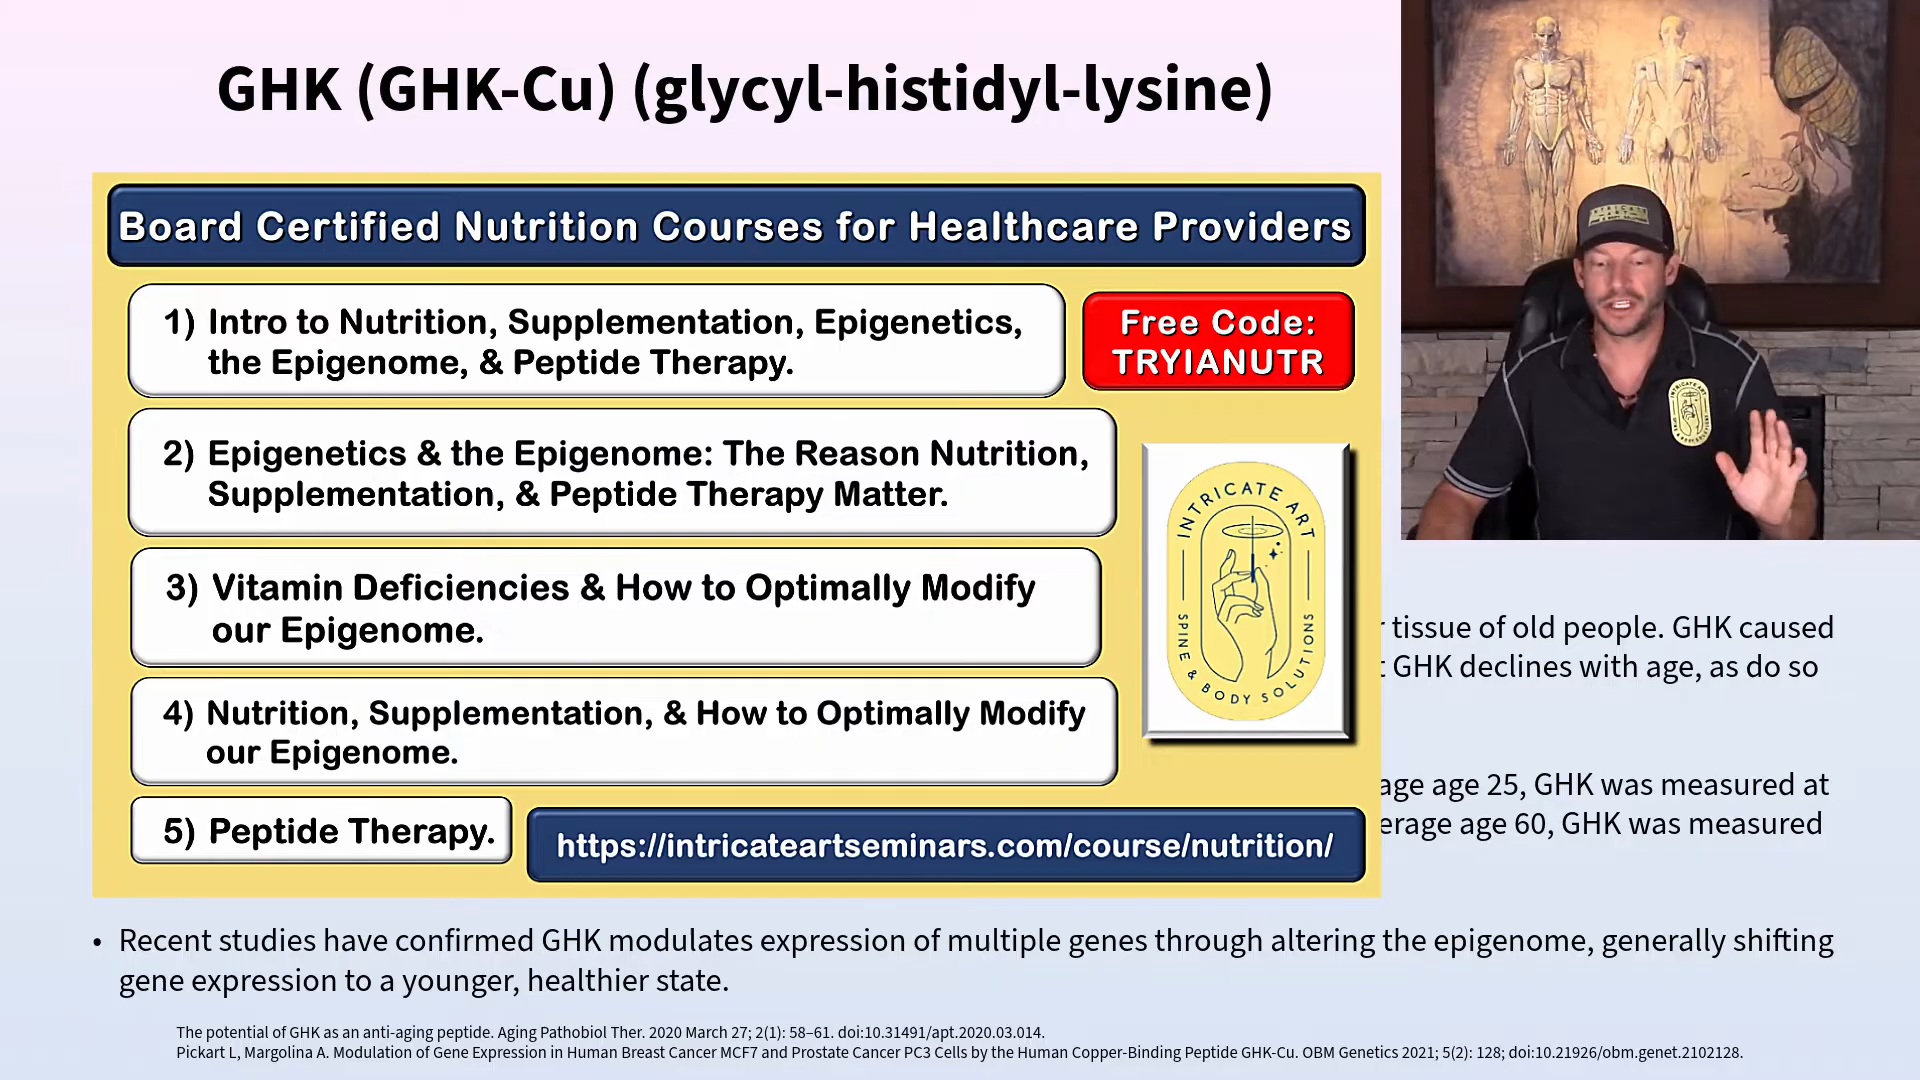 GHK (GHK-Cu) (glycyl-histidyl-lysine)
Board Certified Nutrition Courses for Healthcare Providers
1) Intro to Nutrition, Supplementation, Epigenetics,
the Epigenome, & Peptide Therapy.
Free Code:
TRYIANUTR
2) Epigenetics & the Epigenome: The Reason Nutrition,
Supplementation, & Peptide Therapy Matter.
3) Vitamin Deficiencies & How to Optimally Modify
our Epigenome.
4) Nutrition, Supplementation, & How to Optimally Modify
our Epigenome.
5) Peptide Therapy.
https://intricateartseminars.com/course/nutrition/
INTRICATE ART
SPINE & BODY SOLUTIONS
tissue of old people. GHK caused
GHK declines with age, as do so
age 25, GHK was measured at
age 60, GHK was measured
• Recent studies have confirmed GHK modulates expression of multiple genes through altering the epigenome, generally shifting
gene expression to a younger, healthier state.
The potential of GHK as an anti-aging peptide. Aging Pathobiol Ther. 2020 March 27; 2(1): 58–61. doi:10.31491/apt.2020.03.014.
Pickart L, Margolina A. Modulation of Gene Expression in Human Breast Cancer MCF7 and Prostate Cancer PC3 Cells by the Human Copper-Binding Peptide GHK-Cu. OBM Genetics 2021; 5(2): 128; doi:10.21926/obm.genet.2102128.